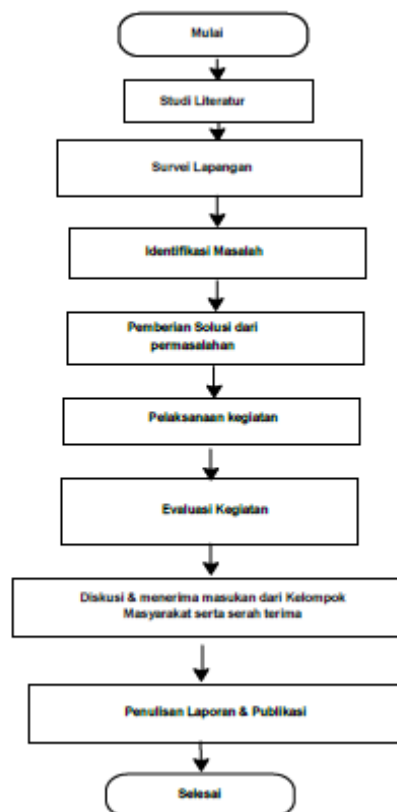 Mulai
Studi Literatur
Survei Lapangan
Identifikasi Masalah
Pemberian Solusi dari
permasalahan
Pelaksanaan kegiatan
Evaluasi Kegiatan
Diskusi & menerima masukan dari Kelompok
Masyarakat serta serah terima
Penulisan Laporan & Publikasi
Selesai